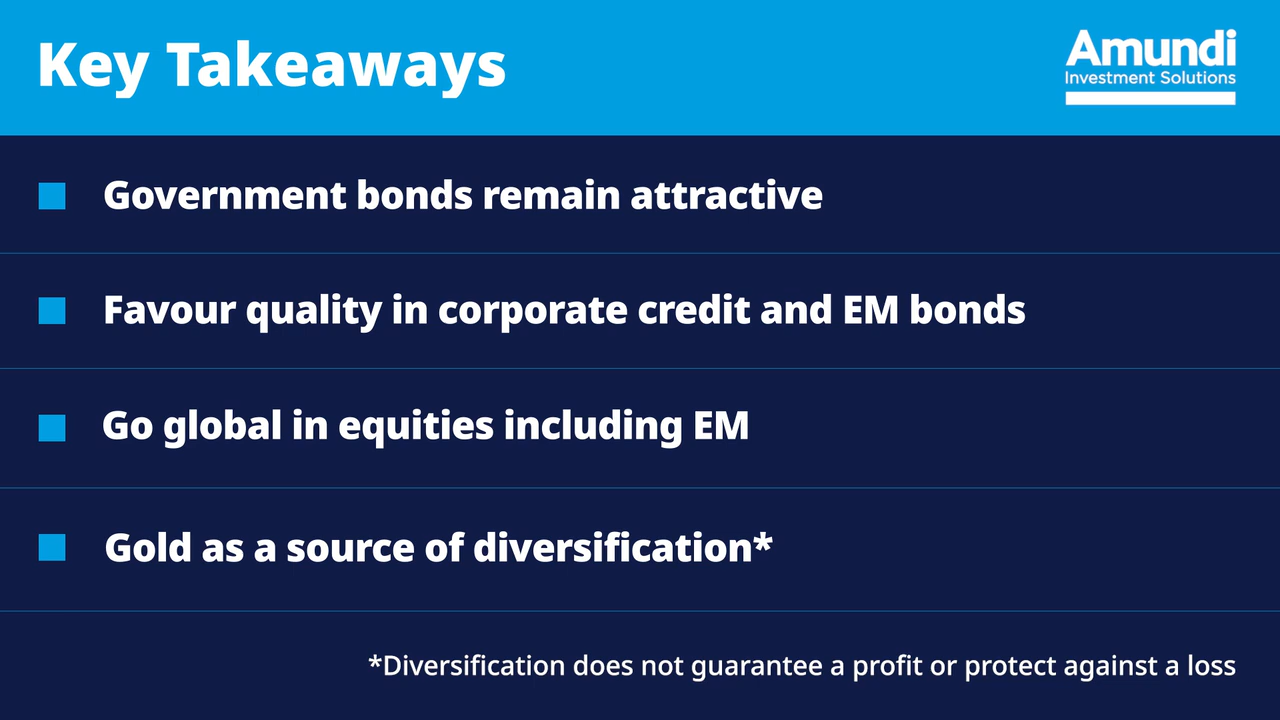 Key Takeaways
Amundi
Investment Solutions
Government bonds remain attractive
Favour quality in corporate credit and EM bonds
Go global in equities including EM
Gold as a source of diversification*
*Diversification does not guarantee a profit or protect against a loss